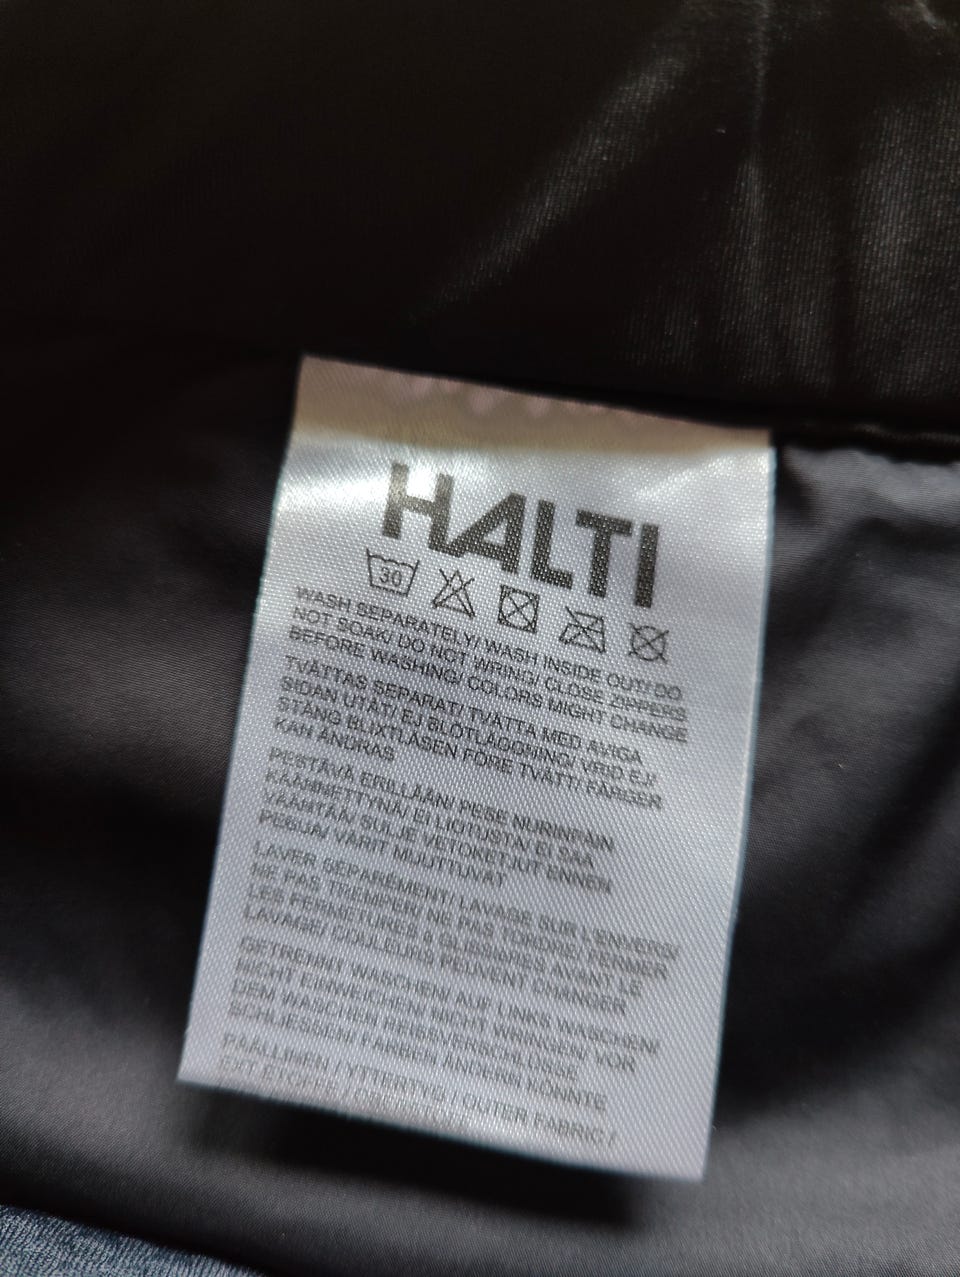 HALTI
30
WASH SEPARATELY/ WASH INSIDE OUT/ DO
NOT SOAK/ DO NOT WRING/ CLOSE ZIPPERS
BEFORE WASHING/ COLORS MIGHT CHANGE
TVÄTTAS SEPARAT/ TVÄTTA MED AVIGA
SIDAN UTÅT/ EJ BLÖTLÄGGNING/ VRID EJ/
STÄNG BLIXTLÅSEN FÖRE TVÄTT/ FÄRGER
KAN ÄNDRAS
PESTÄVÄ ERILLÄÄN/ PESE NURINPÄIN
KÄÄNNETTYNÄ/ EI LIOTUSTA/ EI SAA
VÄÄNTÄÄ/ SULJE VETOKETJUT ENNEN
PESUA/ VÄRIT MUUTTUVAT
LAVER SÉPARÉMENT/ LAVAGE SUR L'ENVERS/
NE PAS TREMPER/ NE PAS TORDRE/ FERMER
LES FERMETURES À GLISSIÈRES AVANT LE
LAVAGE/ COULEURS PEUVENT CHANGER
GETRENNT WASCHEN/ AUF LINKS WASCHEN/
NICHT EINWEICHEN/ NICHT WRINGEN/ VOR
DEM WASCHEN REISSVERSCHLÜSSE
SCHLIESSEN/ FARBEN ÄNDERN KÖNNTE
PÄÄLLINEN / YTTERTYG / OUTER FABRIC /